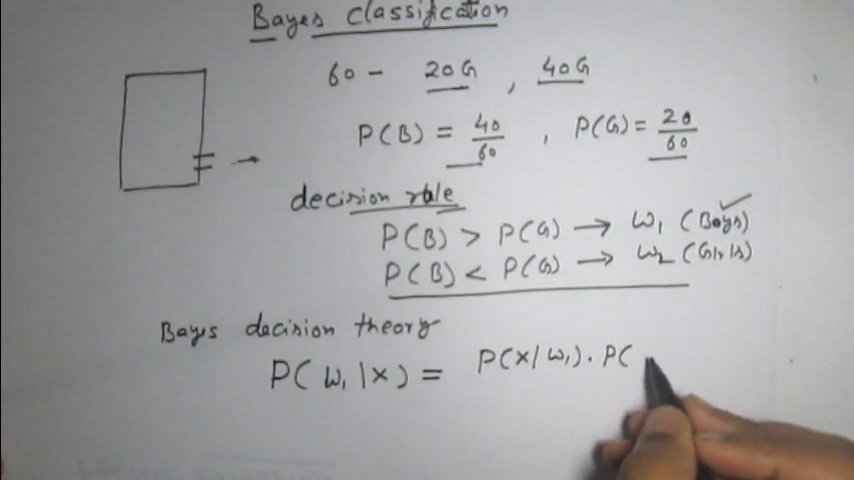 Bayes classification
60 - 20G, 40G
P(B) = 40/60, P(G) = 20/60
decision rule
P(B) > P(G) → ω₁ (Boys) ✓
P(B) < P(G) → ω₂ (Girls)
Bayes decision theory
P(ω₁|x) = P(x/ω₁). P(